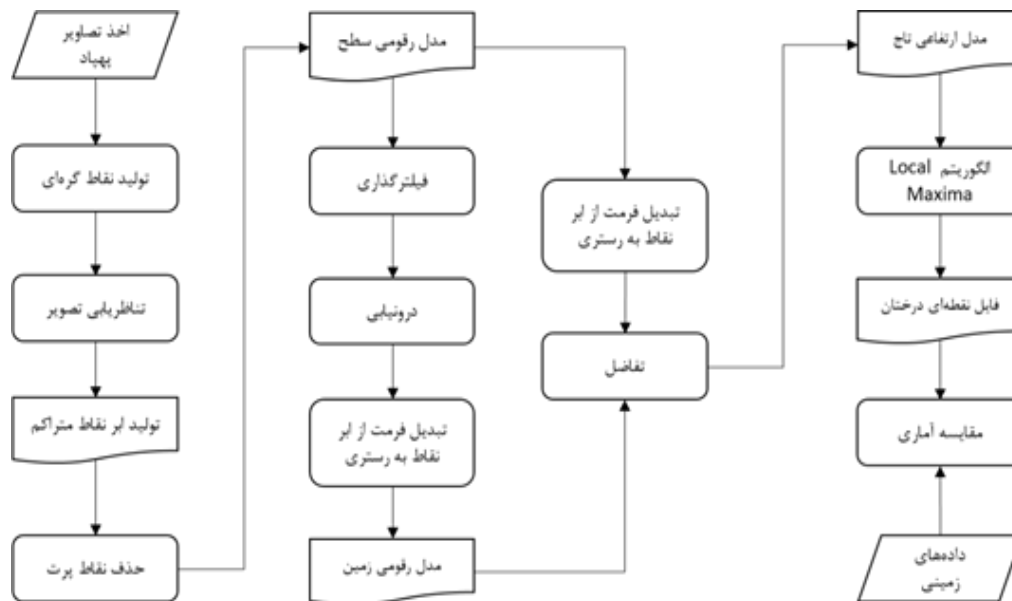 اخذ تصاویر
پهپاد
تولید نقاط گره‌ای
تناظریابی تصویر
تولید ابر نقاط متراکم
حذف نقاط پرت
مدل رقومی سطح
فیلترگذاری
درونیابی
تبدیل فرمت از ابر
نقاط به رستری
مدل رقومی زمین
تبدیل فرمت از ابر
نقاط به رستری
تفاضل
مدل ارتفاعی تاج
الگوریتم Local
Maxima
فایل نقطه‌ای درختان
مقایسه آماری
داده‌های
زمینی